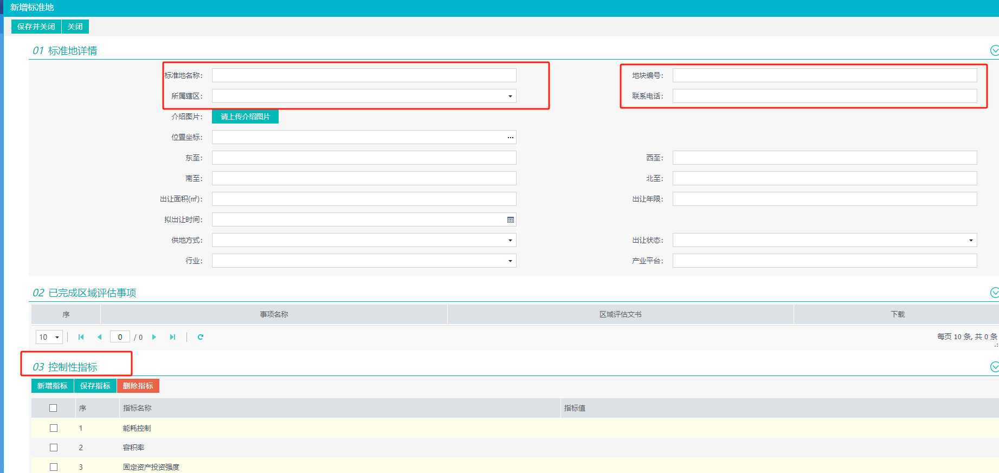 新增标准地
保存并关闭 关闭
01 标准地详情
标准地名称： 地块编号：
所属辖区： 联系电话：
介绍图片： 请上传介绍图片
位置坐标： ...
东至： 西至：
南至： 北至：
出让面积(㎡)： 出让年限：
拟出让时间：
供地方式： 出让状态：
行业： 产业平台：
02 已完成区域评估事项
序 事项名称 区域评估文书 下载
10 0 / 0 每页 10 条, 共 0 条
03 控制性指标
新增指标 保存指标 删除指标
序 指标名称 指标值
1 能耗控制
2 容积率
3 固定资产投资强度